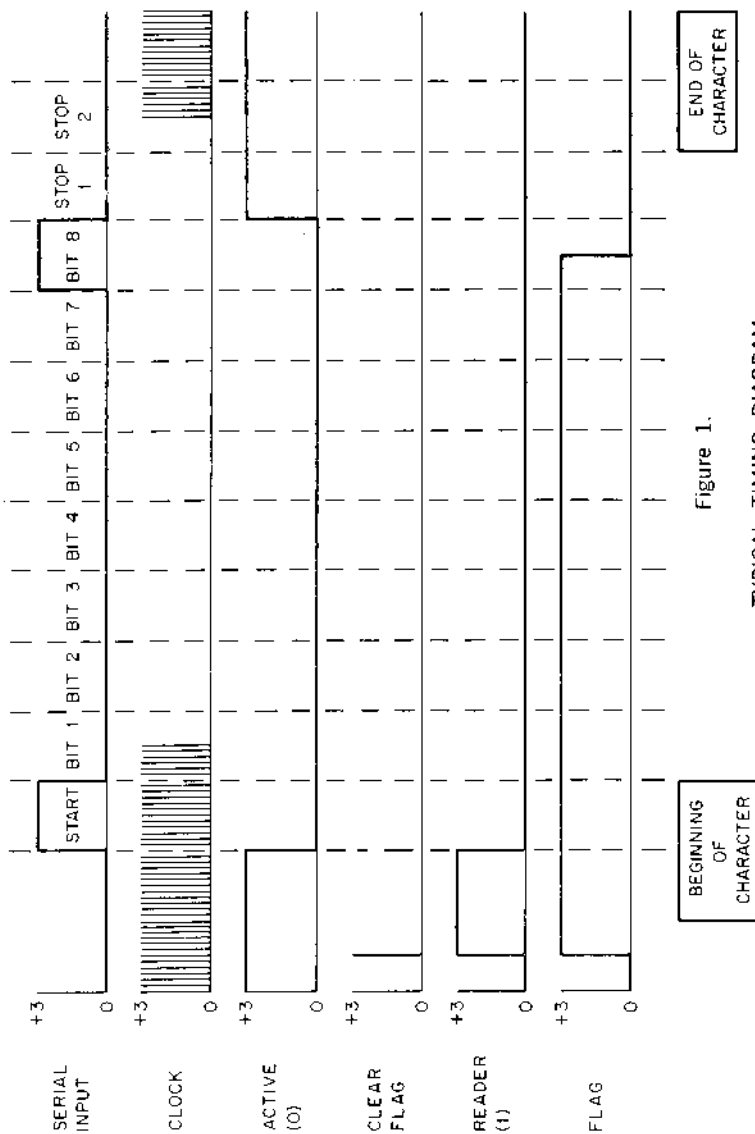 SERIAL
INPUT
+3
0
START
BIT 1
BIT 2
BIT 3
BIT 4
BIT 5
BIT 6
BIT 7
BIT 8
STOP
1
STOP
2
CLOCK
+3
0
ACTIVE
(0)
+3
0
CLEAR
FLAG
+3
0
READER
(1)
+3
0
FLAG
+3
0
BEGINNING
OF
CHARACTER
END OF
CHARACTER
Figure 1.
TYPICAL TIMING DIAGRAM